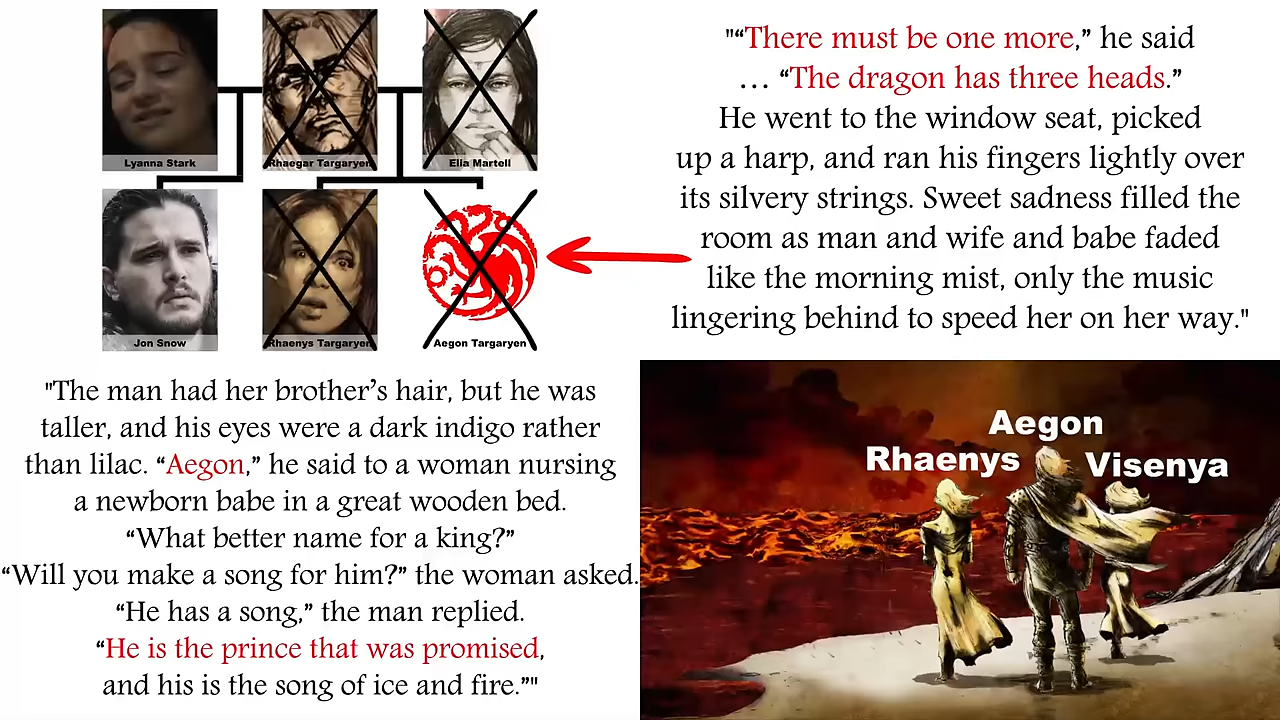 Lyanna Stark
Rhaegar Targaryen
Elia Martell
Jon Snow
Rhaenys Targaryen
Aegon Targaryen
"“There must be one more,” he said
… “The dragon has three heads.”
He went to the window seat, picked
up a harp, and ran his fingers lightly over
its silvery strings. Sweet sadness filled the
room as man and wife and babe faded
like the morning mist, only the music
lingering behind to speed her on her way."
"The man had her brother’s hair, but he was
taller, and his eyes were a dark indigo rather
than lilac. “Aegon,” he said to a woman nursing
a newborn babe in a great wooden bed.
“What better name for a king?”
“Will you make a song for him?” the woman asked.
“He has a song,” the man replied.
“He is the prince that was promised,
and his is the song of ice and fire.”"
Aegon
Rhaenys
Visenya